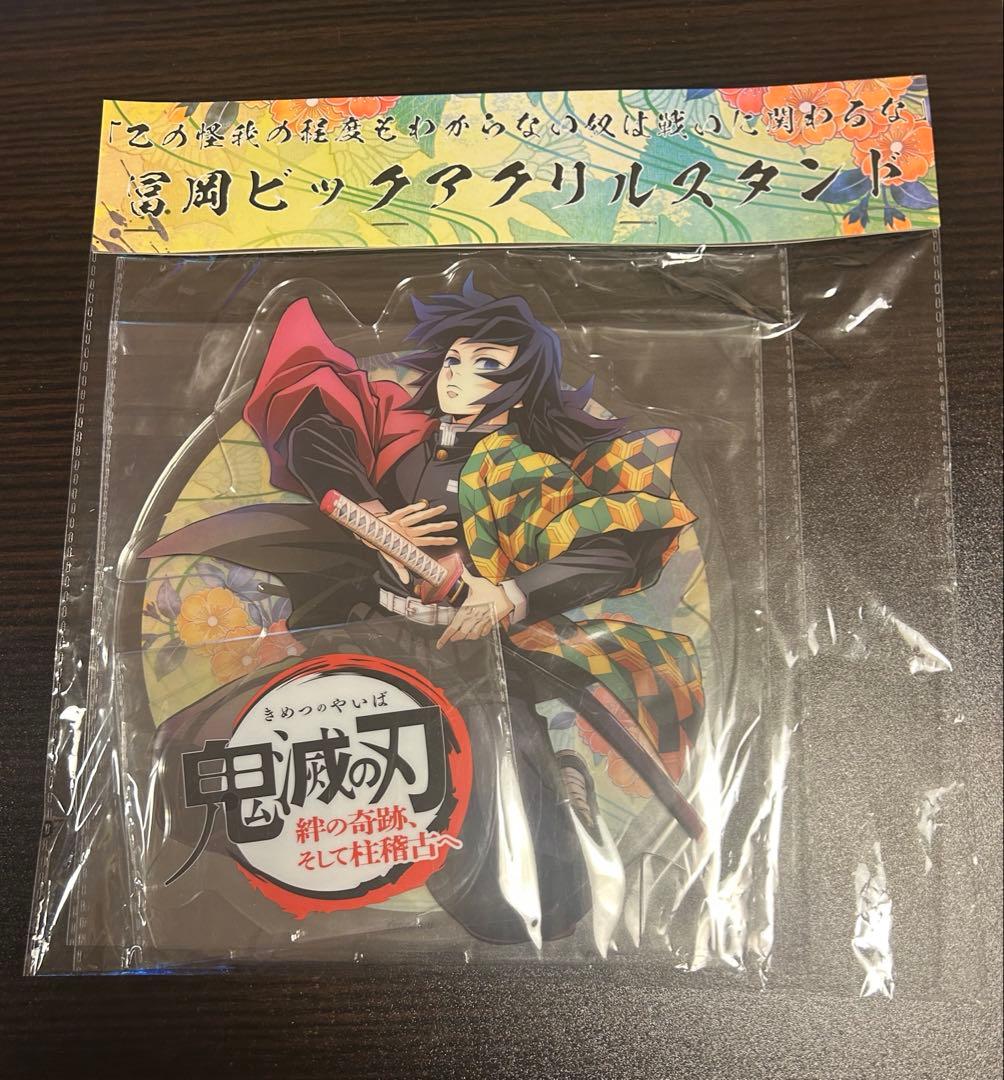 「この怪我の程度もわからない奴は戦いに関わるな」
冨岡ビックアクリルスタンド
きめつのやいば
鬼滅の刃
絆の奇跡、
そして柱稽古へ